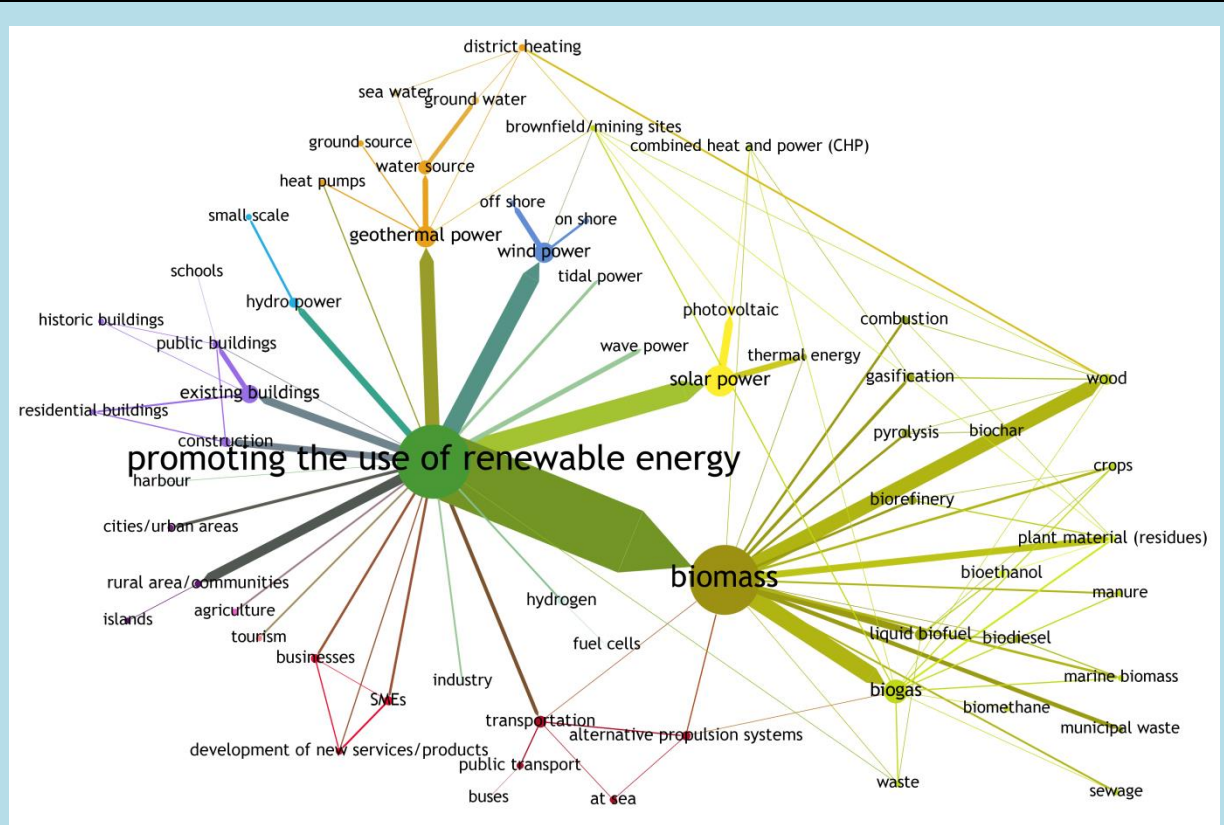 district heating
sea water
ground water
brownfield/mining sites
ground source
combined heat and power (CHP)
water source
heat pumps
off shore
small scale
on shore
geothermal power
wind power
schools
tidal power
hydro power
photovoltaic
historic buildings
combustion
public buildings
wave power
thermal energy
solar power
gasification
wood
existing buildings
residential buildings
pyrolysis
biochar
construction
promoting the use of renewable energy
crops
harbour
biorefinery
cities/urban areas
plant material (residues)
biomass
bioethanol
rural area/communities
manure
hydrogen
agriculture
islands
tourism
liquid biofuel
biodiesel
fuel cells
businesses
marine biomass
industry
biogas
SMEs
biomethane
transportation
municipal waste
alternative propulsion systems
development of new services/products
public transport
waste
sewage
buses
at sea